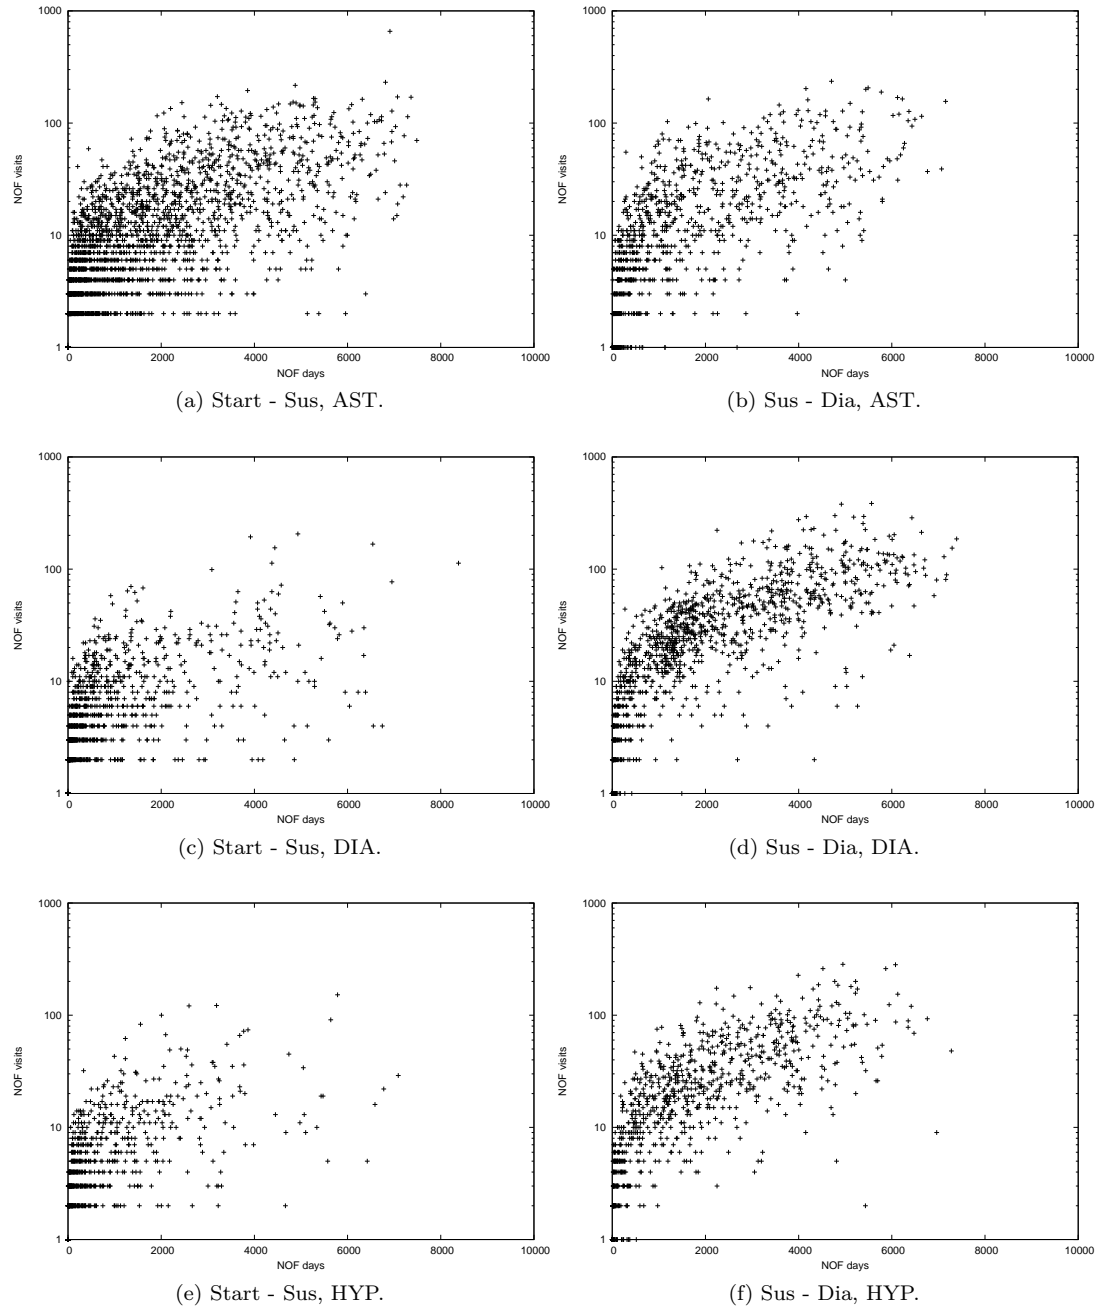 1000
100
10
1
NOF visits
0 2000 4000 6000 8000 10000
NOF days
(a) Start - Sus, AST.
1000
100
10
1
NOF visits
0 2000 4000 6000 8000 10000
NOF days
(b) Sus - Dia, AST.
1000
100
10
1
NOF visits
0 2000 4000 6000 8000 10000
NOF days
(c) Start - Sus, DIA.
1000
100
10
1
NOF visits
0 2000 4000 6000 8000 10000
NOF days
(d) Sus - Dia, DIA.
1000
100
10
1
NOF visits
0 2000 4000 6000 8000 10000
NOF days
(e) Start - Sus, HYP.
1000
100
10
1
NOF visits
0 2000 4000 6000 8000 10000
NOF days
(f) Sus - Dia, HYP.